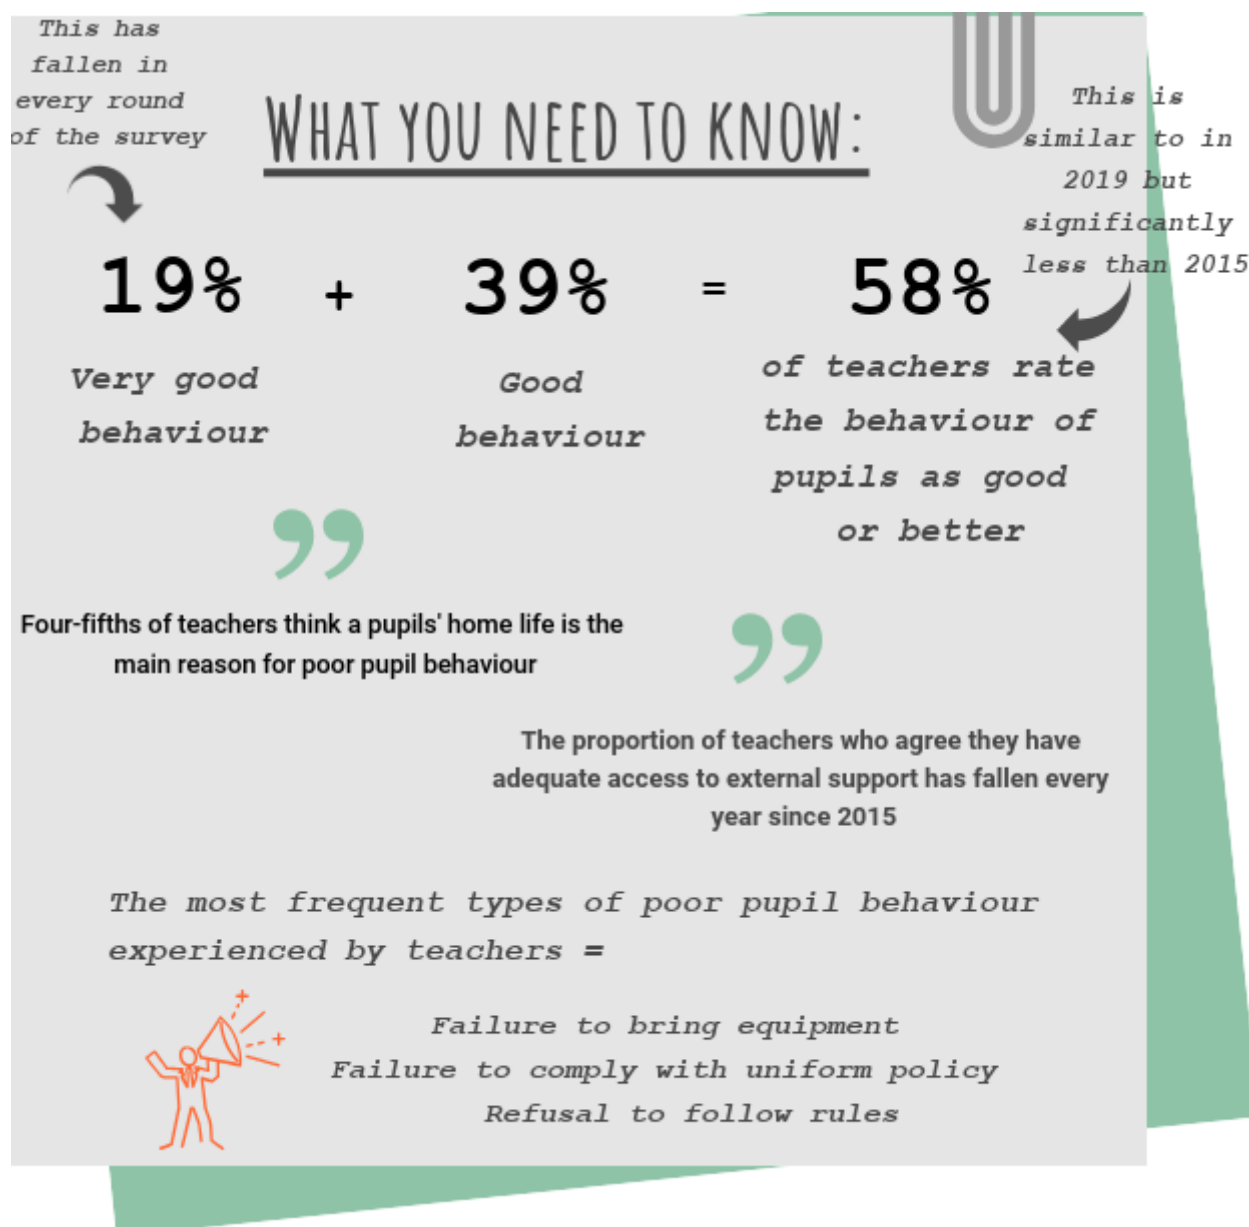 This has
fallen in
every round
of the survey
WHAT YOU NEED TO KNOW:
This is
similar to in
2019 but
significantly
less than 2015
19% + 39% = 58%
Very good
behaviour
Good
behaviour
of teachers rate
the behaviour of
pupils as good
or better
”
Four-fifths of teachers think a pupils' home life is the
main reason for poor pupil behaviour
”
The proportion of teachers who agree they have
adequate access to external support has fallen every
year since 2015
The most frequent types of poor pupil behaviour
experienced by teachers =
Failure to bring equipment
Failure to comply with uniform policy
Refusal to follow rules